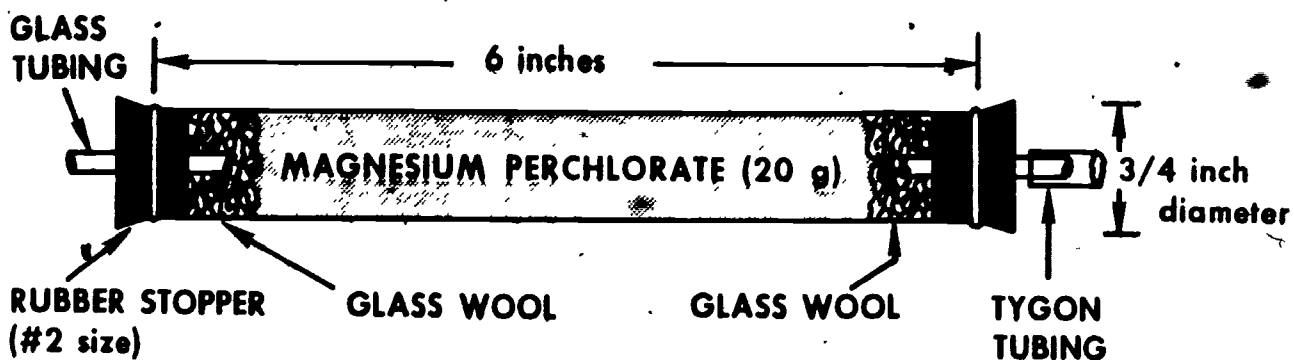 GLASS
TUBING
6 inches
MAGNESIUM PERCHLORATE (20 g)
3/4 inch
diameter
RUBBER STOPPER
(#2 size)
GLASS WOOL
GLASS WOOL
TYGON
TUBING